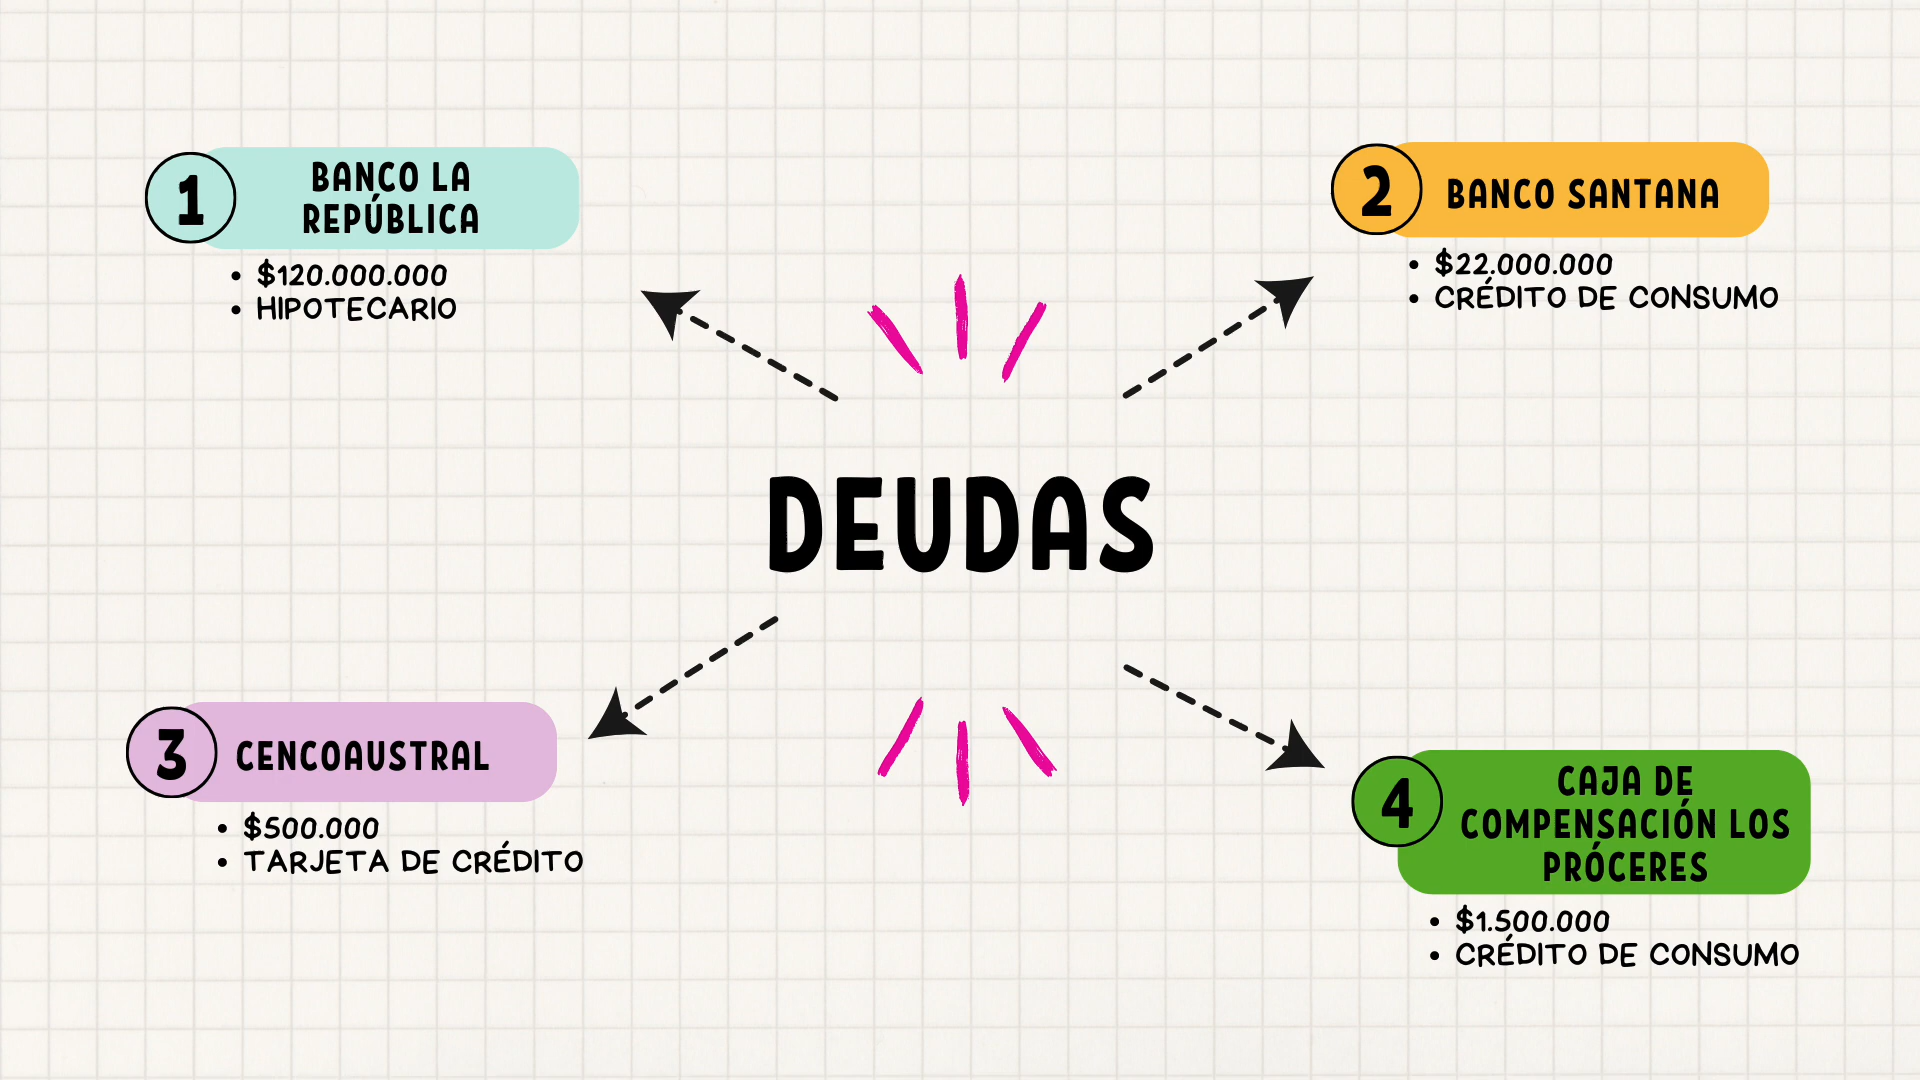 1
BANCO LA
REPÚBLICA
• $120.000.000
• HIPOTECARIO
2
BANCO SANTANA
• $22.000.000
• CRÉDITO DE CONSUMO
DEUDAS
3
CENCOAUSTRAL
• $500.000
• TARJETA DE CRÉDITO
4
CAJA DE
COMPENSACIÓN LOS
PRÓCERES
• $1.500.000
• CRÉDITO DE CONSUMO